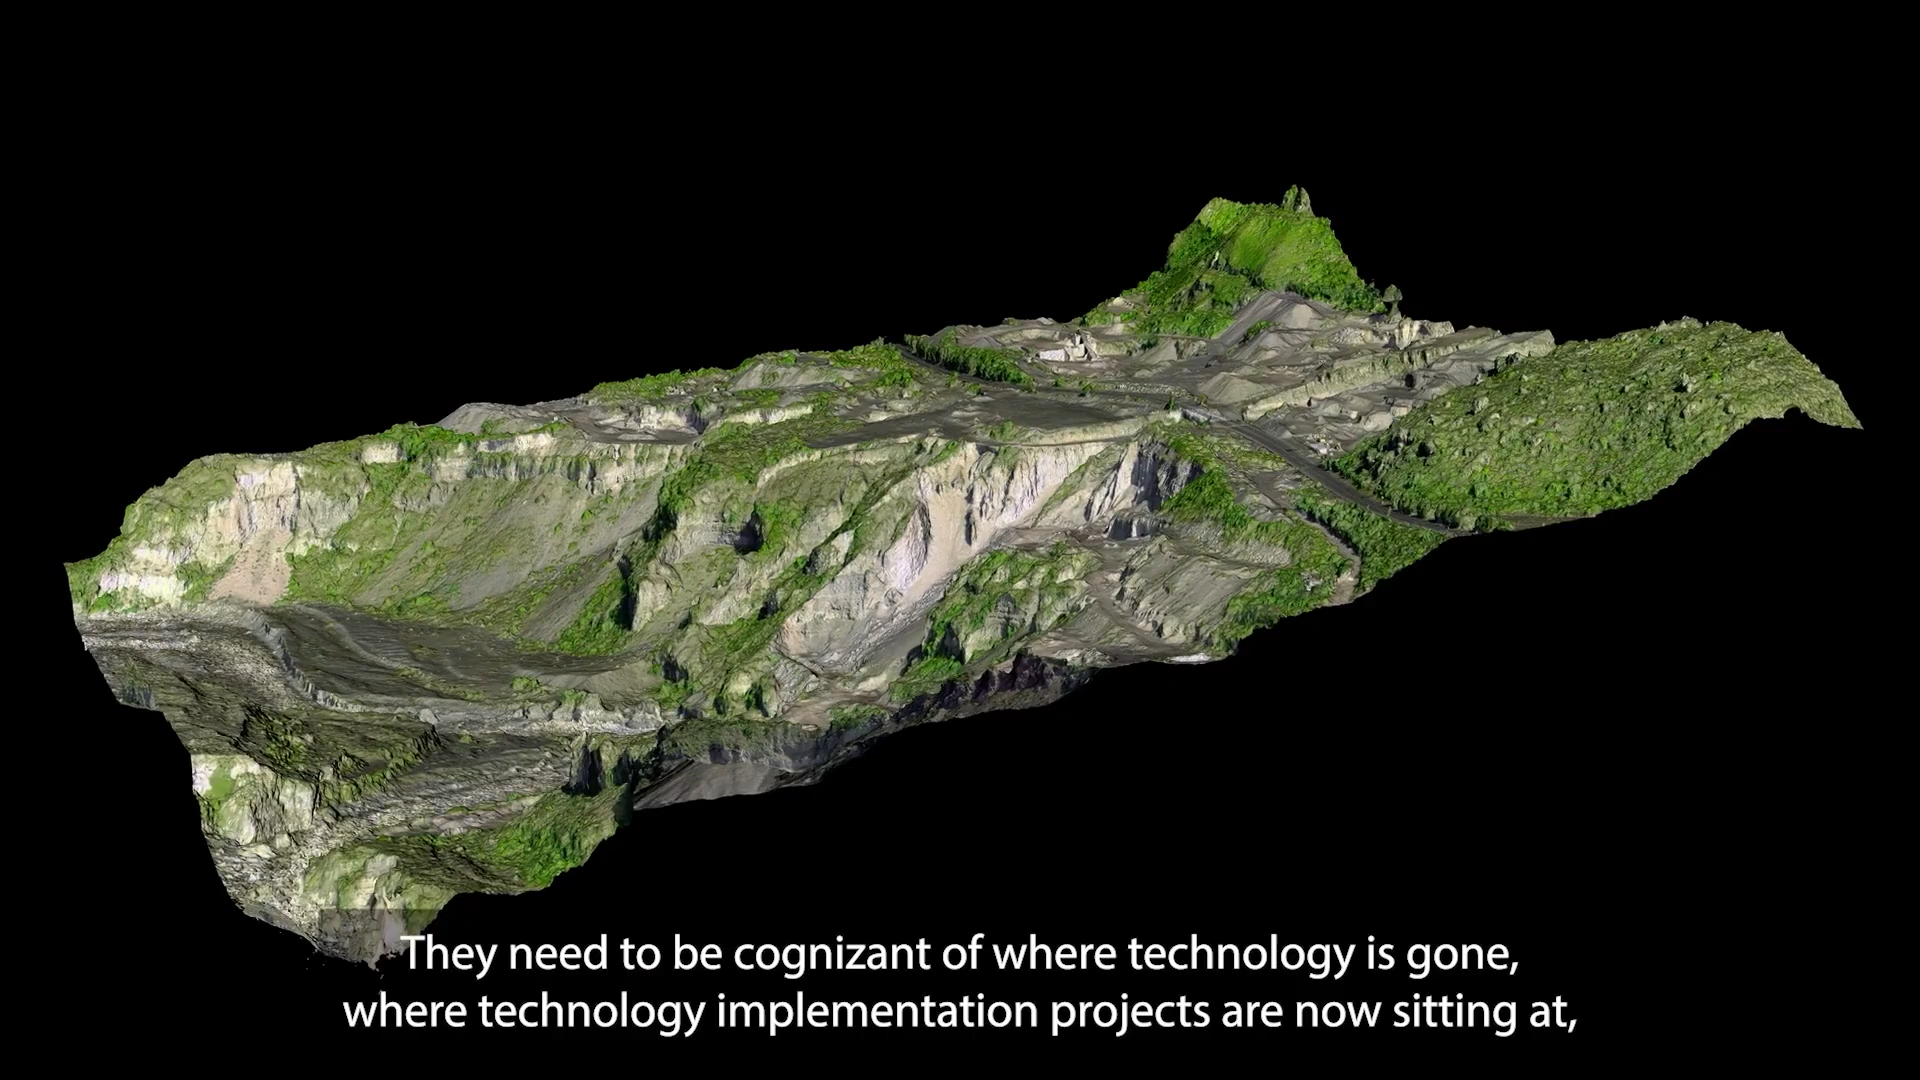 They need to be cognizant of where technology is gone,
where technology implementation projects are now sitting at,